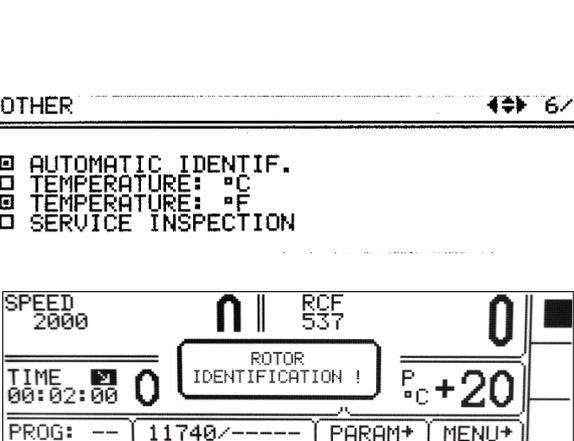 OTHER 6/
AUTOMATIC IDENTIF.
TEMPERATURE: °C
TEMPERATURE: °F
SERVICE INSPECTION
SPEED 2000 0 RCF 537 0
ROTOR
IDENTIFICATION !
TIME 00:02:00 0 P °C +20
PROG: -- 11740/----- PARAM MENU